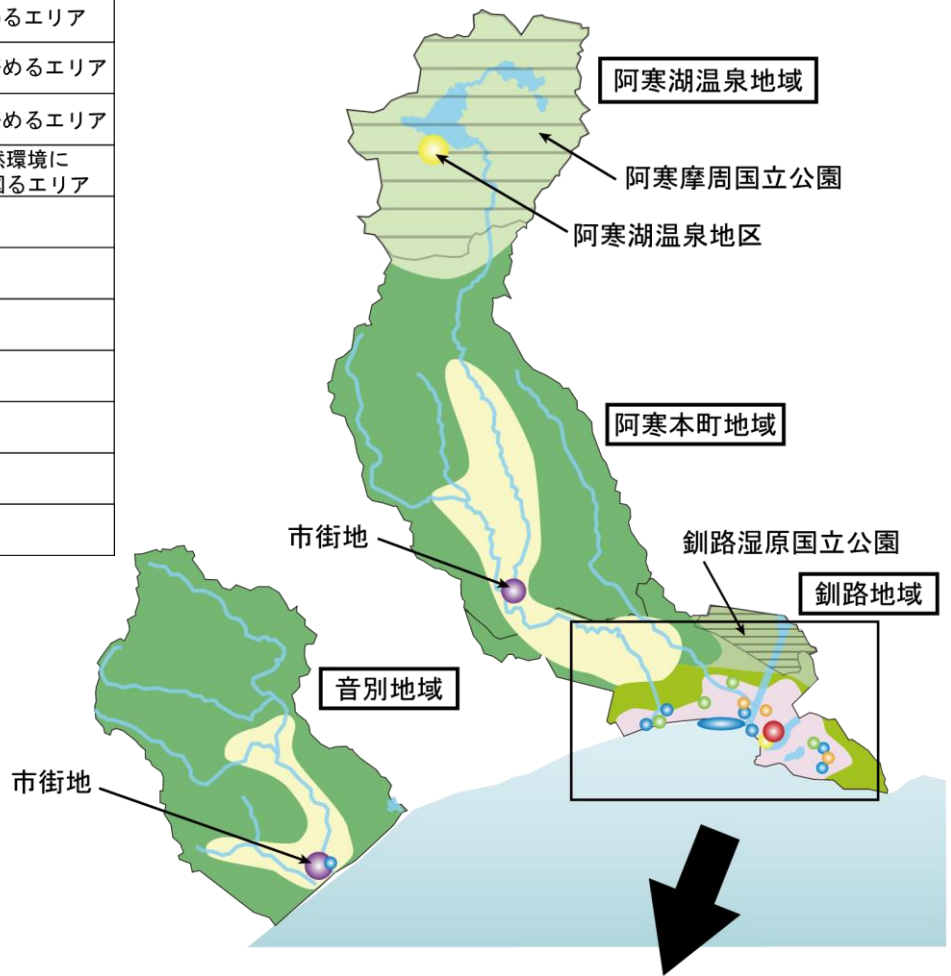 るエリア
めるエリア
めるエリア
環境に
図るエリア
阿寒湖温泉地域
阿寒摩周国立公園
阿寒湖温泉地区
阿寒本町地域
市街地
釧路湿原国立公園
釧路地域
音別地域
市街地